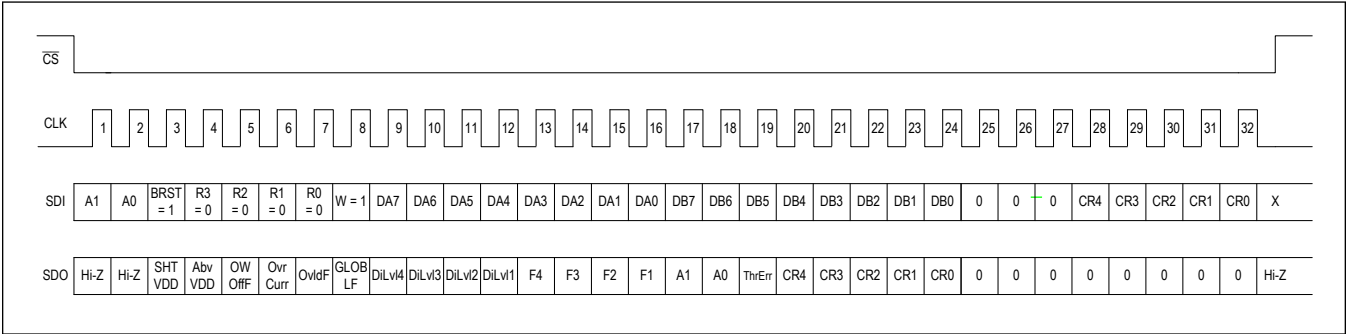 CS
CLK 1 2 3 4 5 6 7 8 9 10 11 12 13 14 15 16 17 18 19 20 21 22 23 24 25 26 27 28 29 30 31 32
SDI A1 A0 BRST = 1 R3 = 0 R2 = 0 R1 = 0 R0 = 0 W = 1 DA7 DA6 DA5 DA4 DA3 DA2 DA1 DA0 DB7 DB6 DB5 DB4 DB3 DB2 DB1 DB0 0 0 0 CR4 CR3 CR2 CR1 CR0 X
SDO Hi-Z Hi-Z SHT VDD Abv VDD OW OffF Ovr Curr OvldF GLOB LF DiLvl4 DiLvl3 DiLvl2 DiLvl1 F4 F3 F2 F1 A1 A0 ThrErr CR4 CR3 CR2 CR1 CR0 0 0 0 0 0 0 0 0 Hi-Z